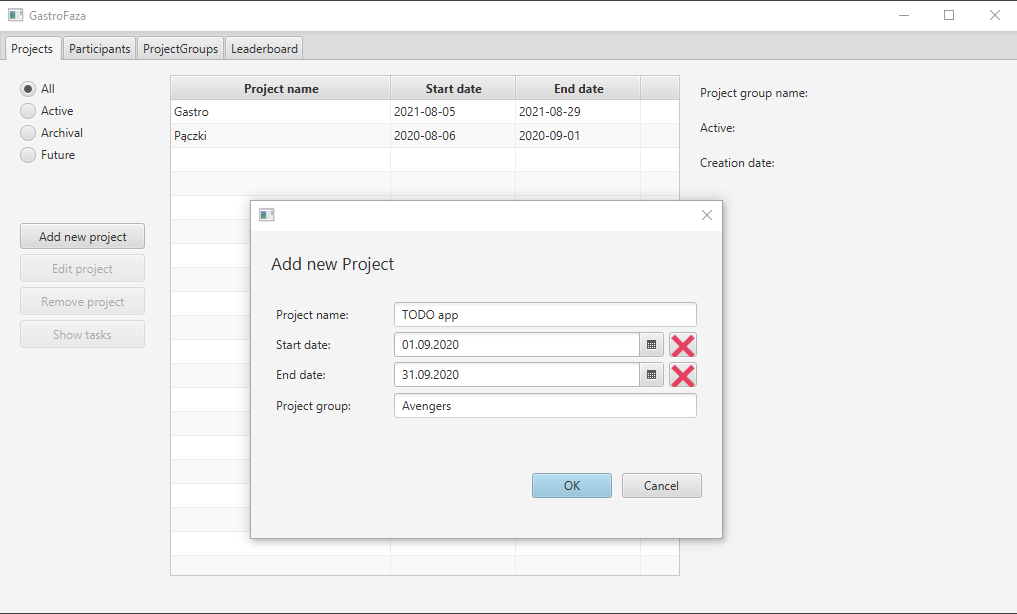 GastroFaza
Projects Participants ProjectGroups Leaderboard
All
Active
Archival
Future
Add new project
Edit project
Remove project
Show tasks
Project name Start date End date
Gastro 2021-08-05 2021-08-29
Pączki 2020-08-06 2020-09-01
Project group name:
Active:
Creation date:
Add new Project
Project name: TODO app
Start date: 01.09.2020
End date: 31.09.2020
Project group: Avengers
OK Cancel